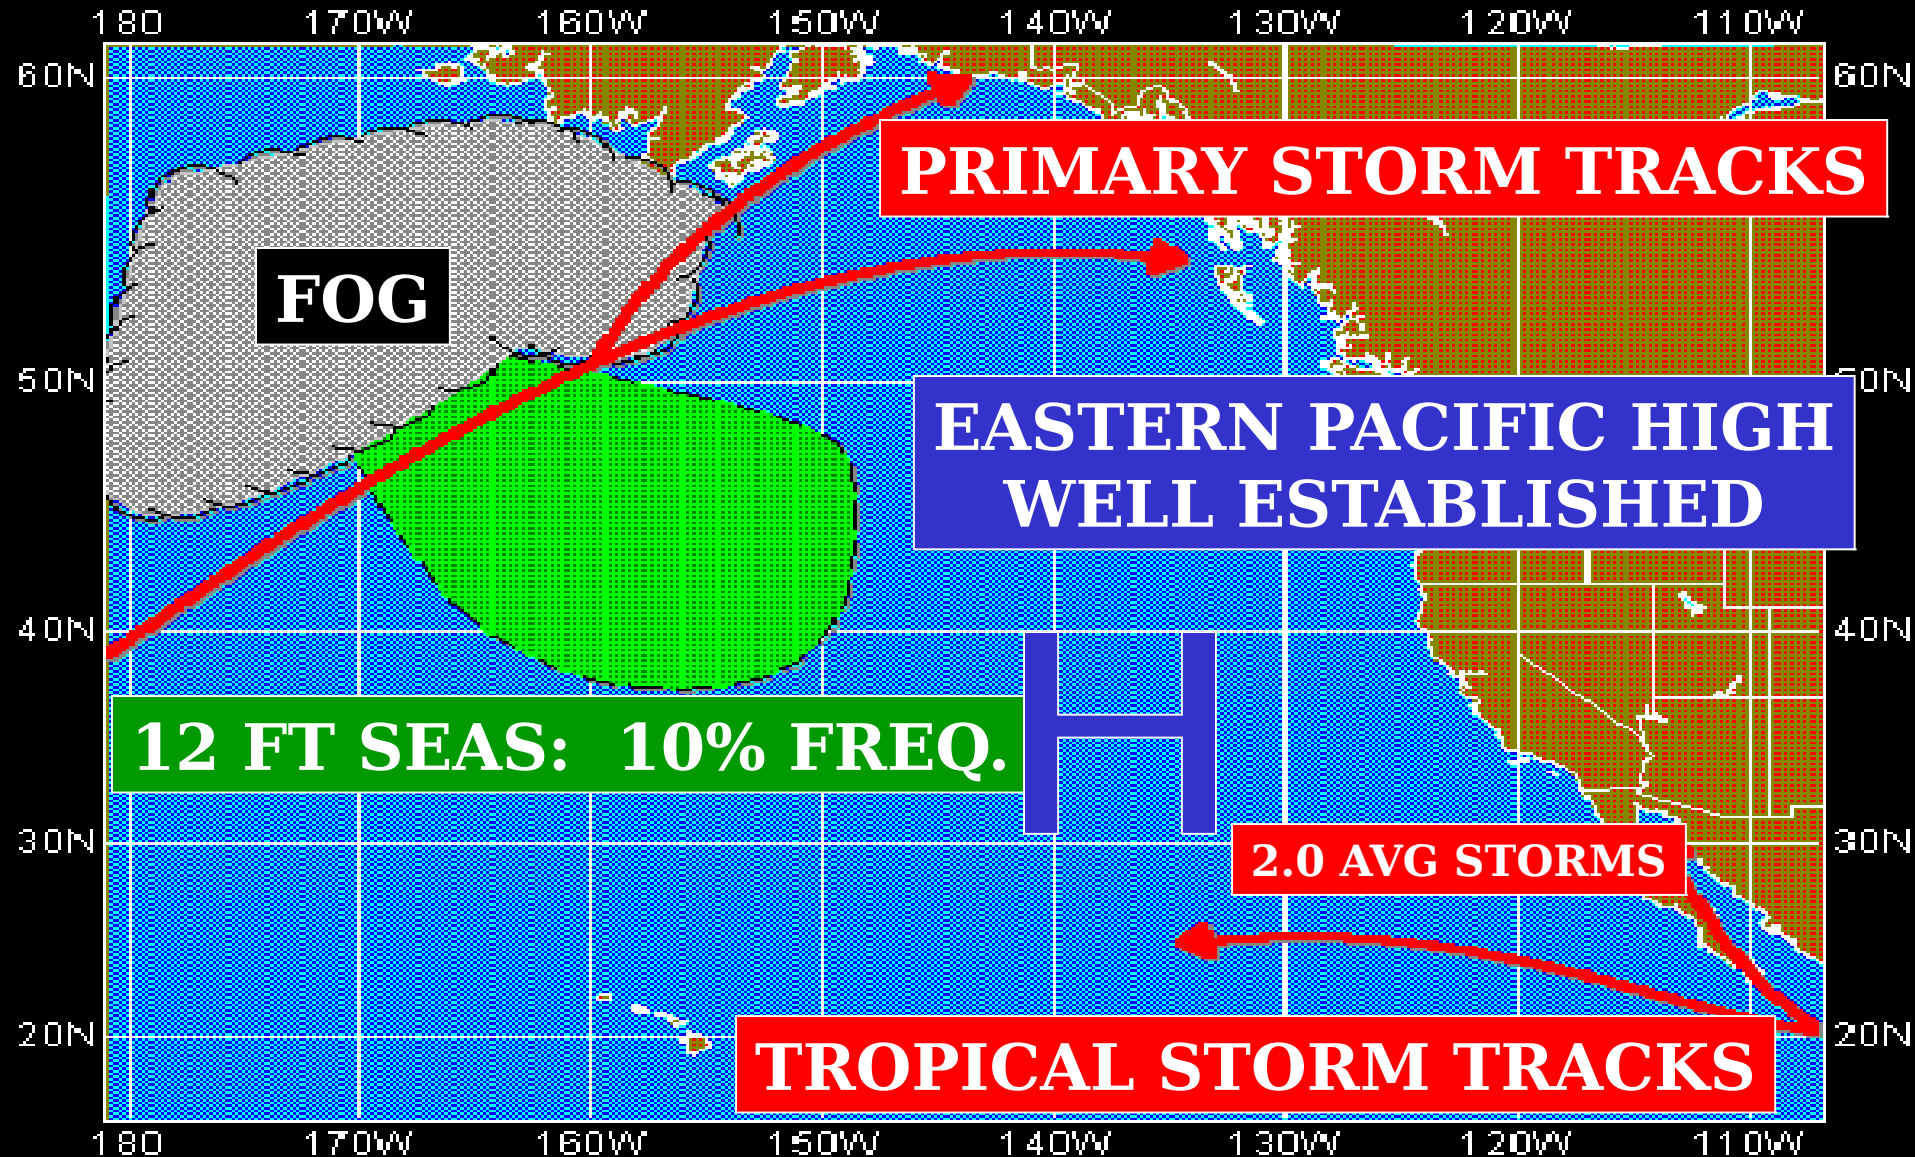 180 170W 160W 150W 140W 130W 120W 110W
60N 60N
PRIMARY STORM TRACKS
FOG
50N 50N
EASTERN PACIFIC HIGH
WELL ESTABLISHED
40N 40N
H
12 FT SEAS: 10% FREQ.
30N 30N
2.0 AVG STORMS
20N 20N
TROPICAL STORM TRACKS
180 170W 160W 150W 140W 130W 120W 110W